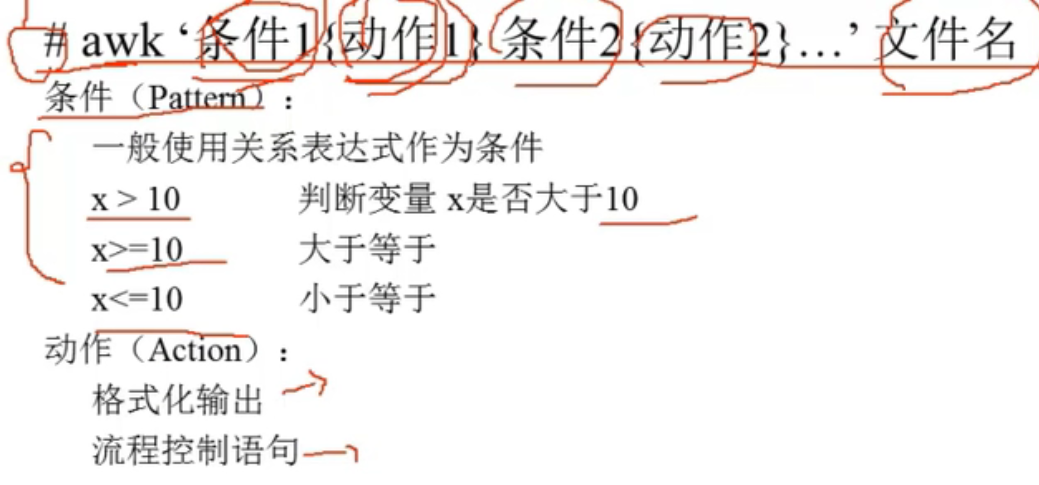 # awk ‘条件1{动作1} 条件2{动作2}…’ 文件名
条件（Pattern）：
一般使用关系表达式作为条件
x > 10 判断变量 x是否大于10
x>=10 大于等于
x<=10 小于等于
动作（Action）：
格式化输出
流程控制语句